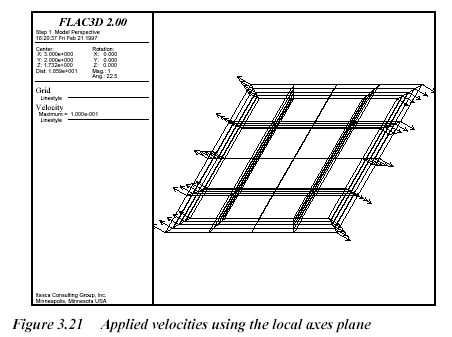 FLAC3D 2.00
Step 1 Model Perspective
16:20:37 Fri Feb 21 1997
Center: Rotation:
X: 3.000e+000 X: 0.000
Y: 2.000e+000 Y: 0.000
Z: 1.732e+000 Z: 0.000
Dist: 1.859e+001 Mag.: 1
Ang.: 22.5
Grid
Linestyle
Velocity
Maximum = 1.000e-001
Linestyle
Itasca Consulting Group, Inc.
Minneapolis, Minnesota USA
Figure 3.21 Applied velocities using the local axes plane